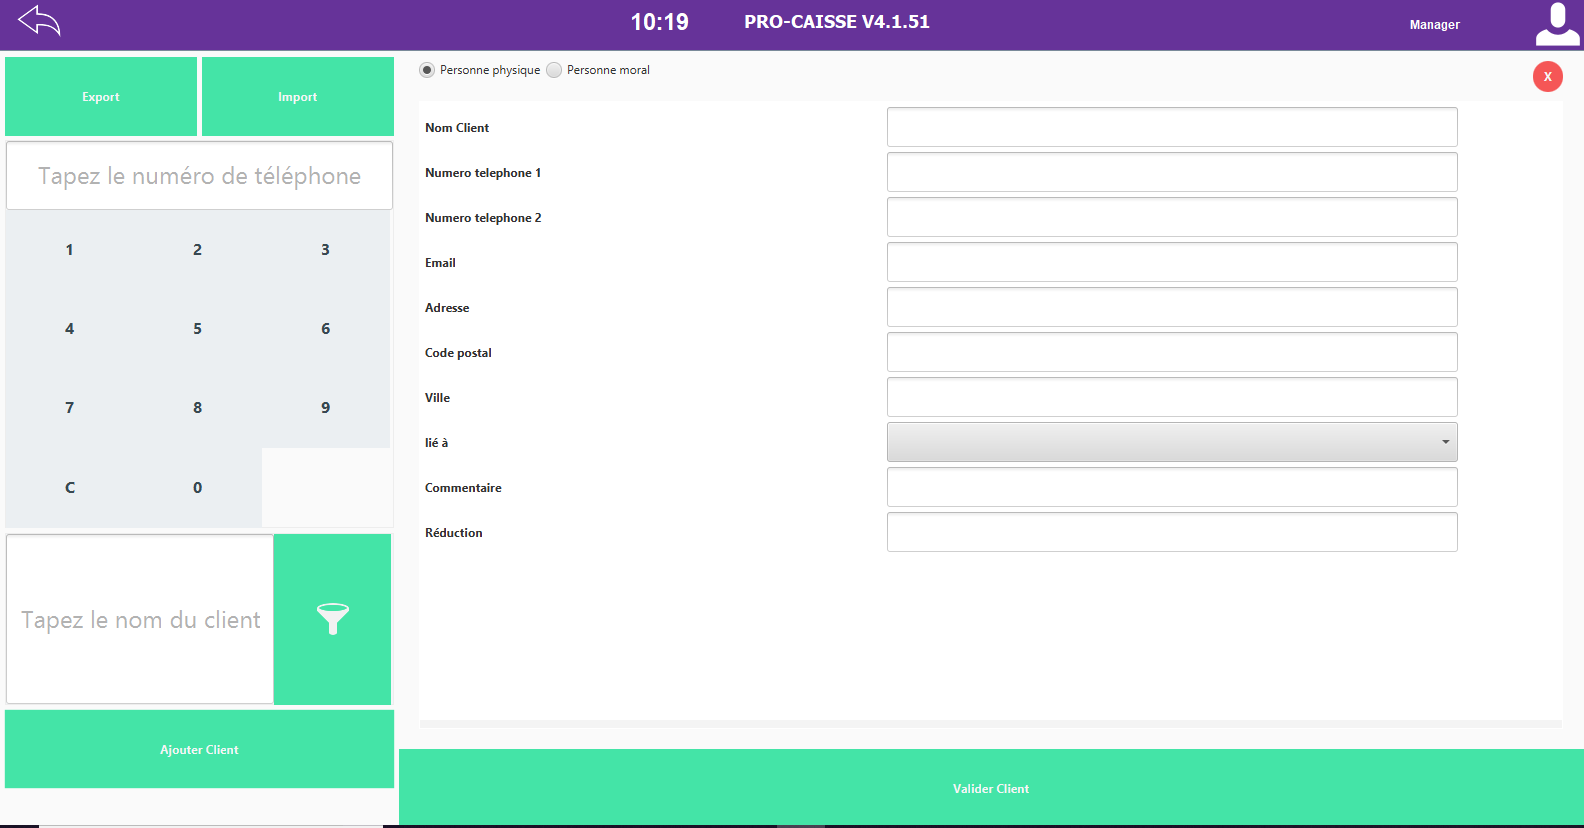 10:19
PRO-CAISSE V4.1.51
Manager
Export
Import
Tapez le numéro de téléphone
1 2 3
4 5 6
7 8 9
C 0
Tapez le nom du client
Ajouter Client
Personne physique
Personne moral
X
Nom Client
Numero telephone 1
Numero telephone 2
Email
Adresse
Code postal
Ville
lié à
Commentaire
Réduction
Valider Client